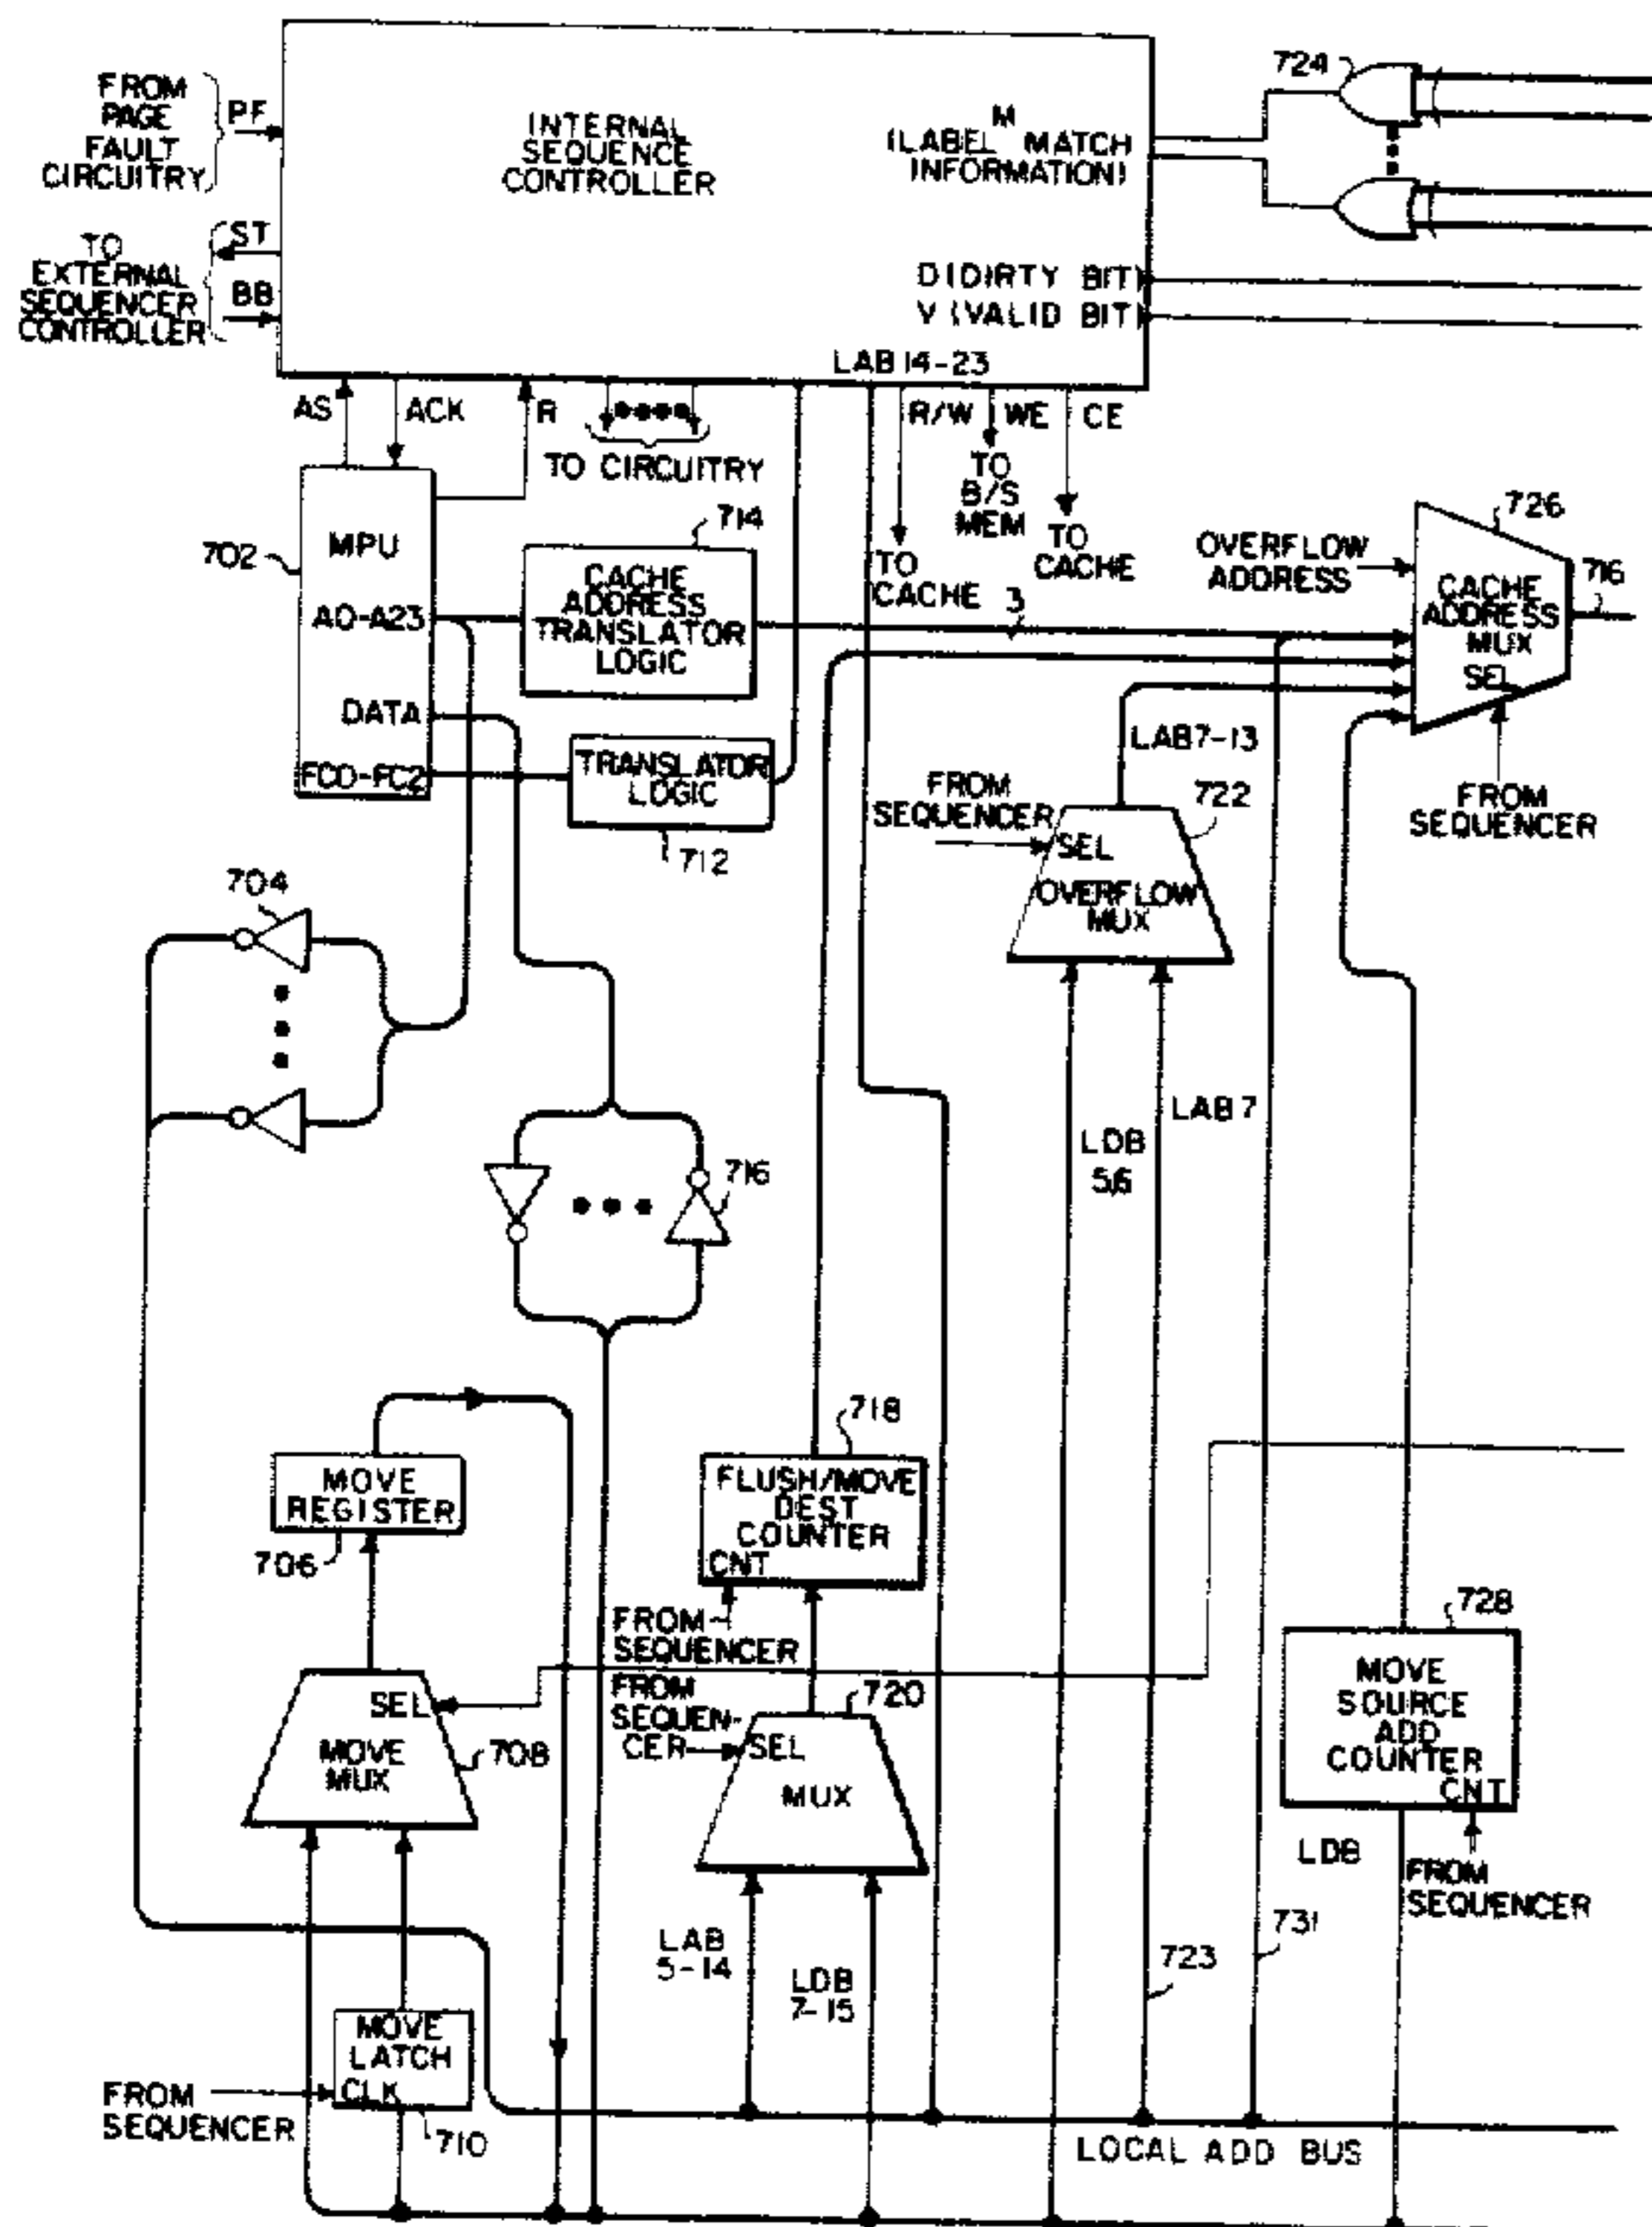 FROM
PAGE
FAULT
CIRCUITRY
PF
TO
EXTERNAL
SEQUENCER
CONTROLLER
ST
BB
INTERNAL
SEQUENCE
CONTROLLER
M
(LABEL MATCH
INFORMATION)
D (DIRTY BIT)
V (VALID BIT)
LAB 14-23
724
AS
ACK
R
TO CIRCUITRY
R/W
TO
CACHE
WE
TO
B/S
MEM
CE
TO
CACHE
702
MPU
A0-A23
DATA
FC0-FC2
714
CACHE
ADDRESS
TRANSLATOR
LOGIC
3
TRANSLATOR
LOGIC
712
OVERFLOW
ADDRESS
726
CACHE
ADDRESS
MUX
SEL
716
FROM
SEQUENCER
LAB7-13
FROM
SEQUENCER
722
SEL
OVERFLOW
MUX
704
LDB
5,6
LAB 7
716
MOVE
REGISTER
706
718
FLUSH/MOVE
DEST
COUNTER
CNT
FROM
SEQUENCER
FROM
SEQUEN-
CER
720
SEL
MUX
SEL
MOVE
MUX
708
728
MOVE
SOURCE
ADD
COUNTER
CNT
LDB
FROM
SEQUENCER
LAB
5-14
LDB
7-15
723
731
MOVE
LATCH
CLK
FROM
SEQUENCER
710
LOCAL ADD BUS